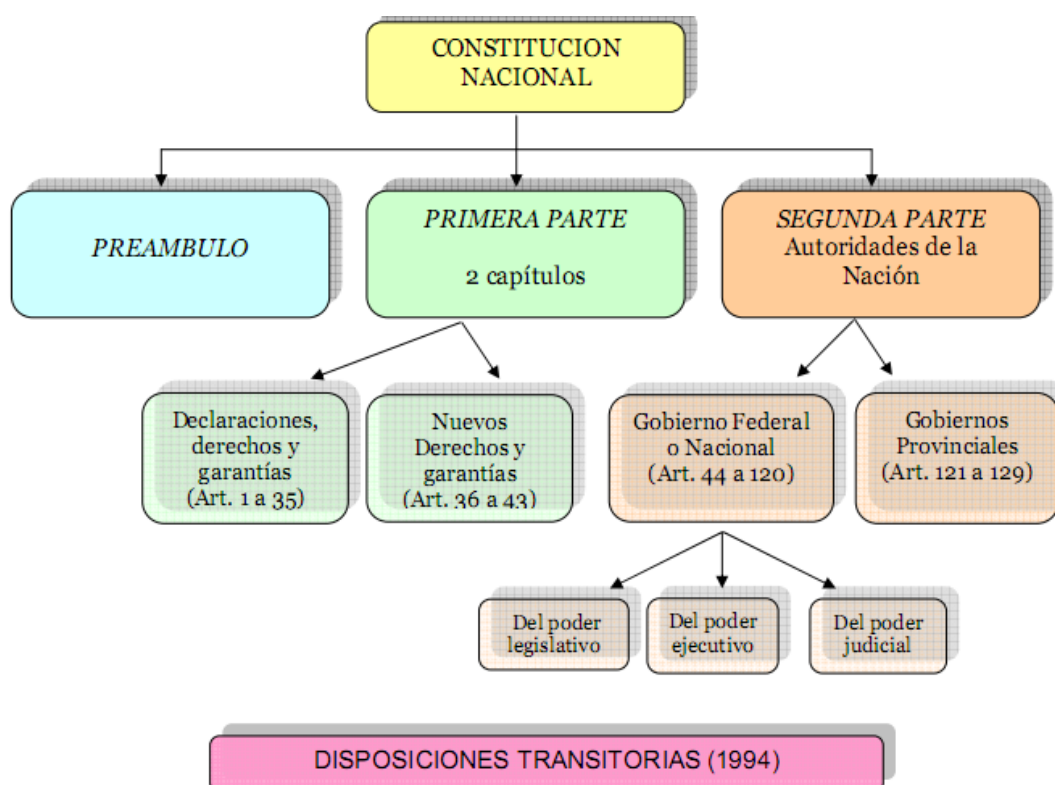 CONSTITUCION
NACIONAL
PREAMBULO
PRIMERA PARTE
2 capítulos
SEGUNDA PARTE
Autoridades de la
Nación
Declaraciones,
derechos y
garantías
(Art. 1 a 35)
Nuevos
Derechos y
garantías
(Art. 36 a 43)
Gobierno Federal
o Nacional
(Art. 44 a 120)
Gobiernos
Provinciales
(Art. 121 a 129)
Del poder
legislativo
Del poder
ejecutivo
Del poder
judicial
DISPOSICIONES TRANSITORIAS (1994)